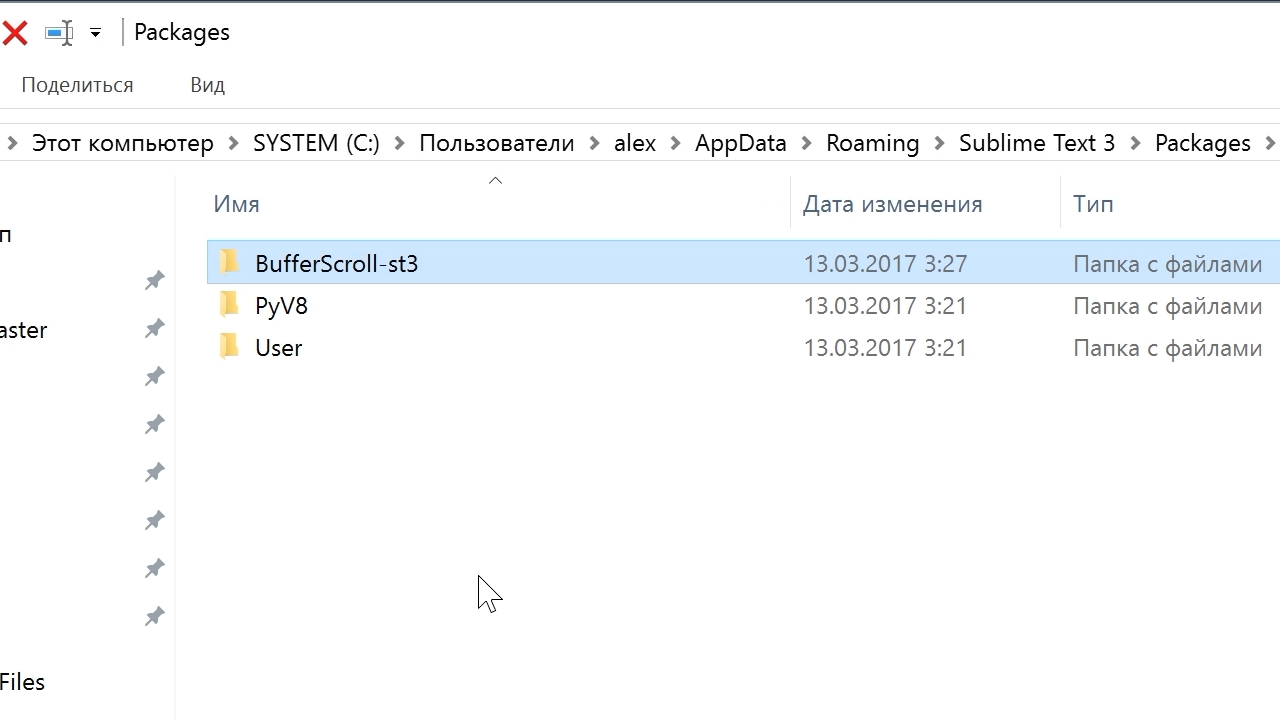 Packages
Поделиться Вид
Этот компьютер SYSTEM (C:) Пользователи alex AppData Roaming Sublime Text 3 Packages
Имя Дата изменения Тип
п
BufferScroll-st3 13.03.2017 3:27 Папка с файлами
PyV8 13.03.2017 3:21 Папка с файлами
aster
User 13.03.2017 3:21 Папка с файлами
Files